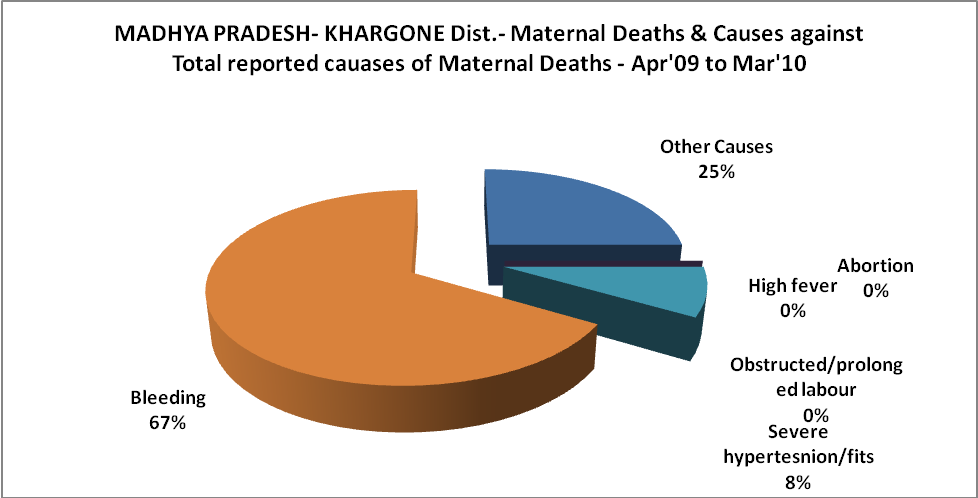 MADHYA PRADESH- KHARGONE Dist.- Maternal Deaths & Causes against
Total reported cauases of Maternal Deaths - Apr'09 to Mar'10
Other Causes
25%
Abortion
0%
High fever
0%
Obstructed/prolong
ed labour
0%
Severe
hypertesnion/fits
8%
Bleeding
67%